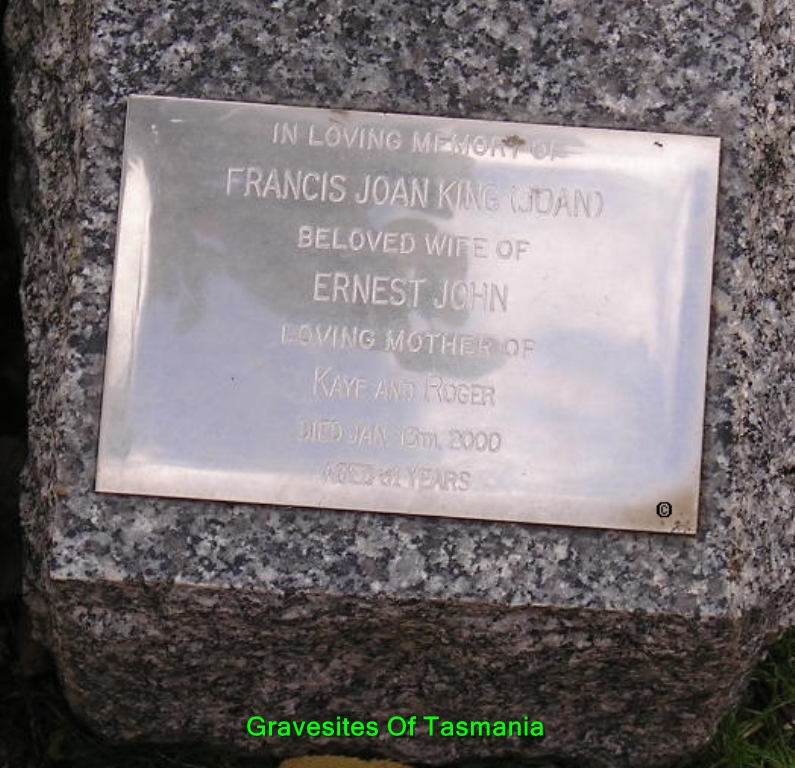 IN LOVING MEMORY OF
FRANCIS JOAN KING (JOAN)
BELOVED WIFE OF
ERNEST JOHN
LOVING MOTHER OF
KAYE AND ROGER
DIED JAN. 2000
AGED YEARS
©
Gravesites Of Tasmania